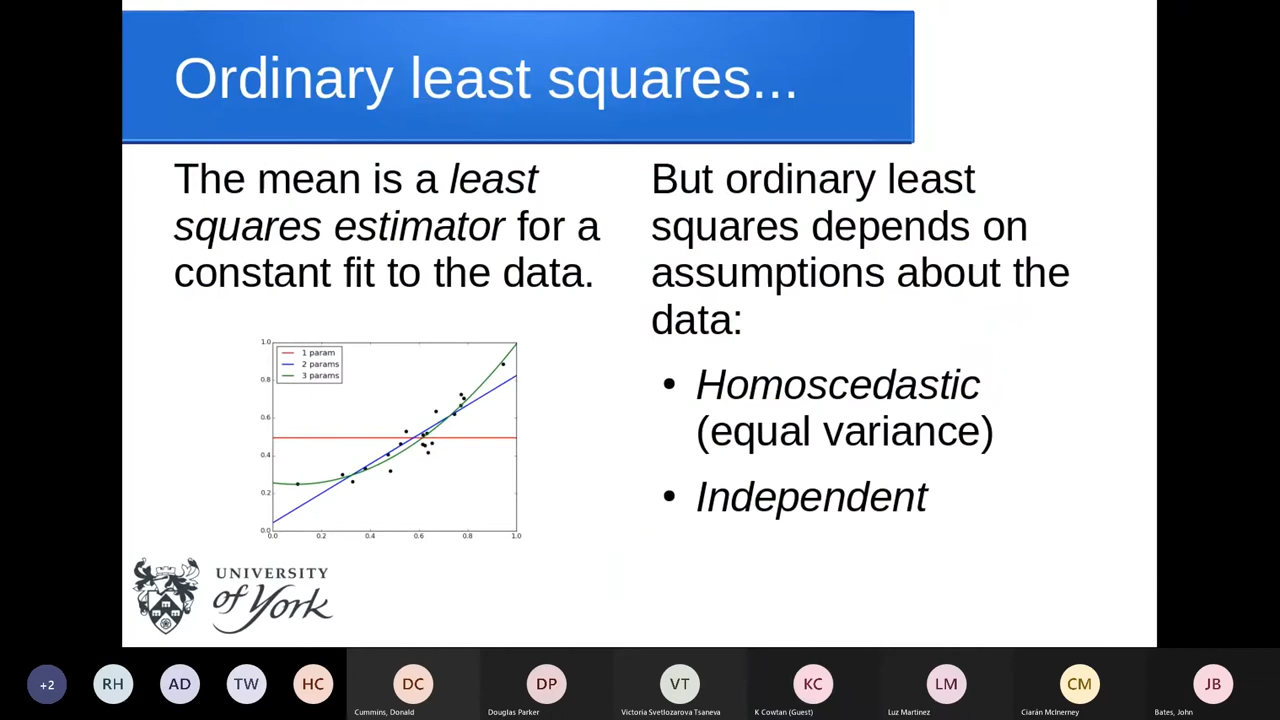 Ordinary least squares...
The mean is a least
squares estimator for a
constant fit to the data.
1.0
0.8
0.6
0.4
0.2
0.0
0.0 0.2 0.4 0.6 0.8 1.0
1 param
2 params
3 params
But ordinary least
squares depends on
assumptions about the
data:
• Homoscedastic
(equal variance)
• Independent
UNIVERSITY
of York
+2 RH AD TW HC DC DP VT KC LM CM JB
Cummins, Donald Douglas Parker Victoria Svetlozarova Tsaneva K Cowtan (Guest) Luz Martinez Ciarán McInerney Bates, John